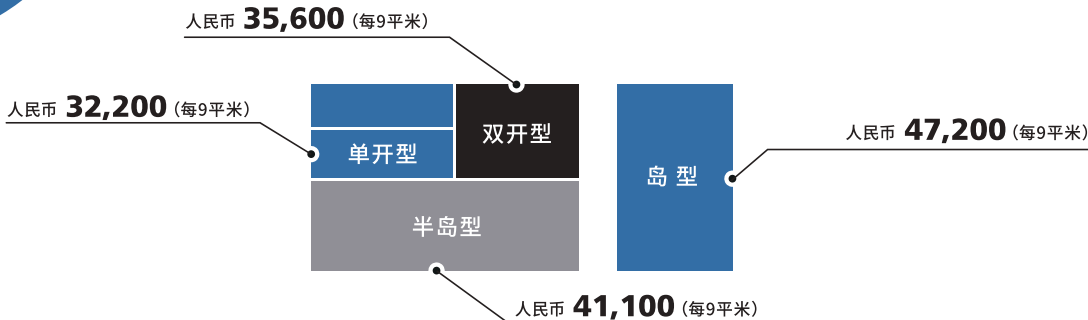 人民币 35,600（每9平米）
人民币 32,200（每9平米）
双开型
人民币 47,200（每9平米）
单开型
岛 型
半岛型
人民币 41,100（每9平米）